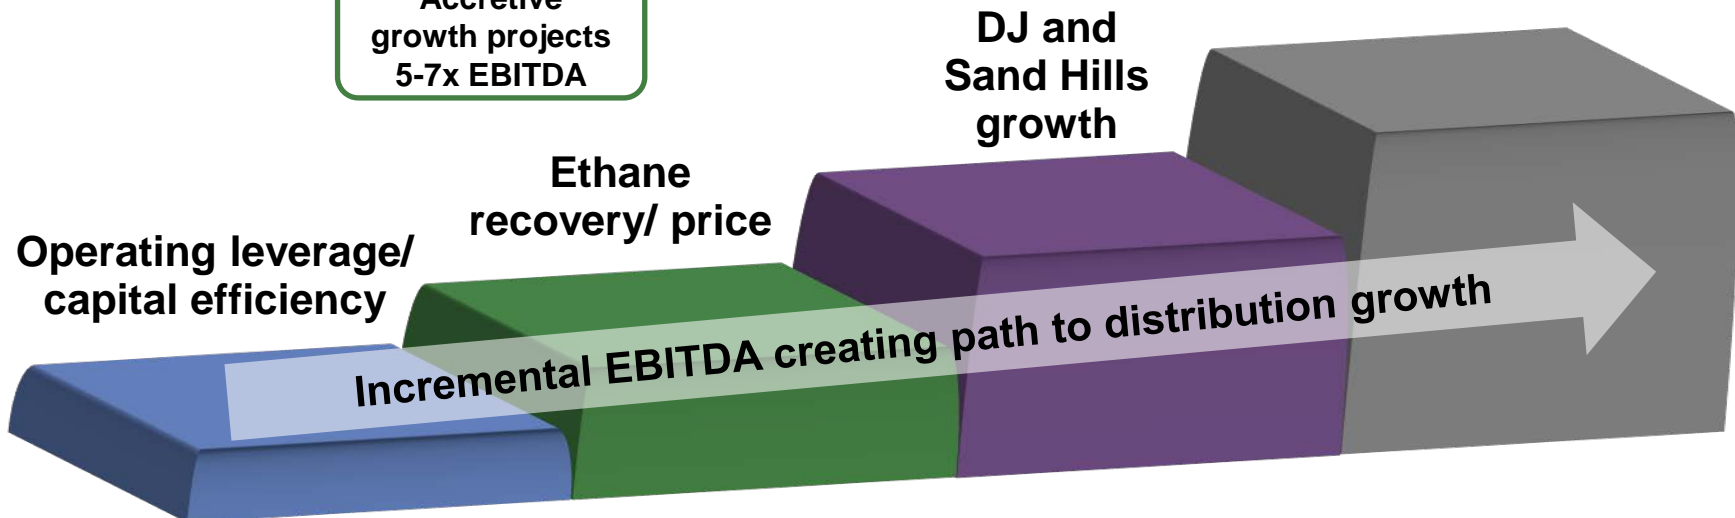 Accretive
growth projects
5-7x EBITDA
DJ and
Sand Hills
growth
Ethane
recovery/ price
Operating leverage/
capital efficiency
Incremental EBITDA creating path to distribution growth